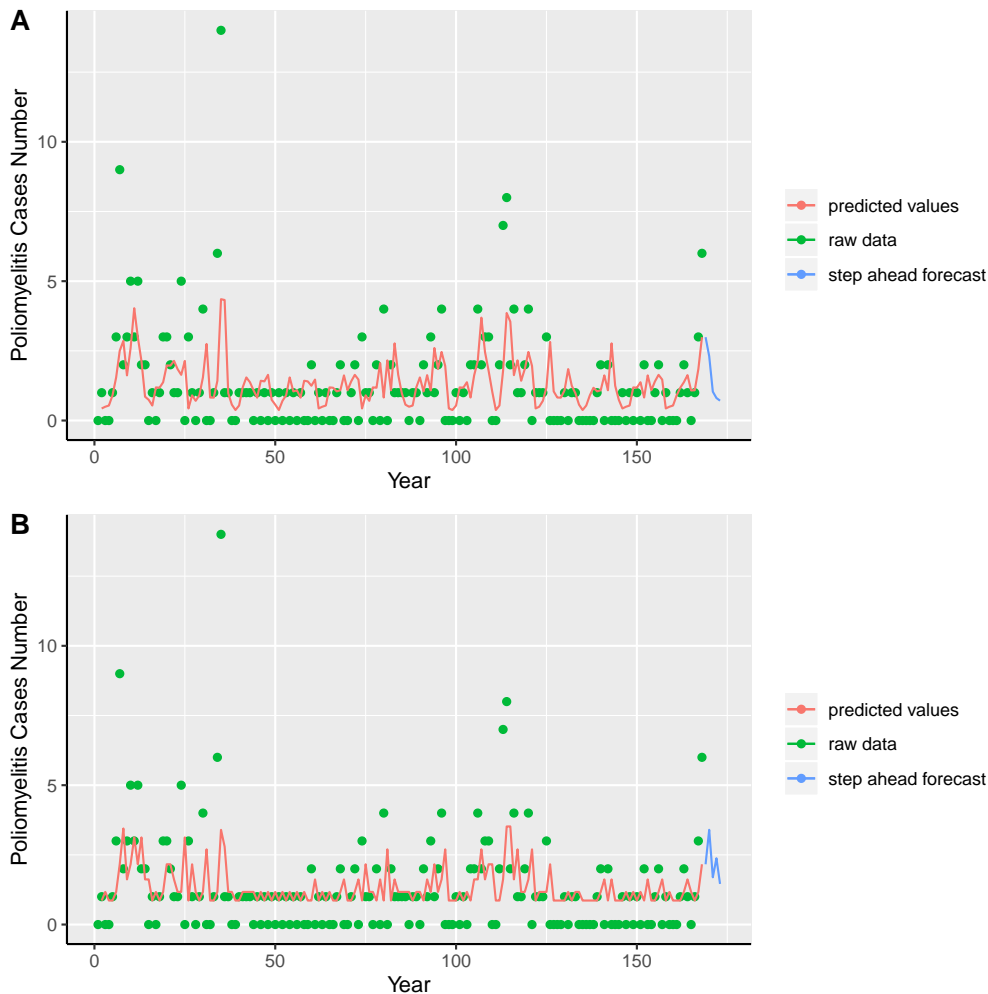 A
Poliomyelitis Cases Number
10
5
0
0
50
100
150
Year
predicted values
raw data
step ahead forecast
B
Poliomyelitis Cases Number
10
5
0
0
50
100
150
Year
predicted values
raw data
step ahead forecast